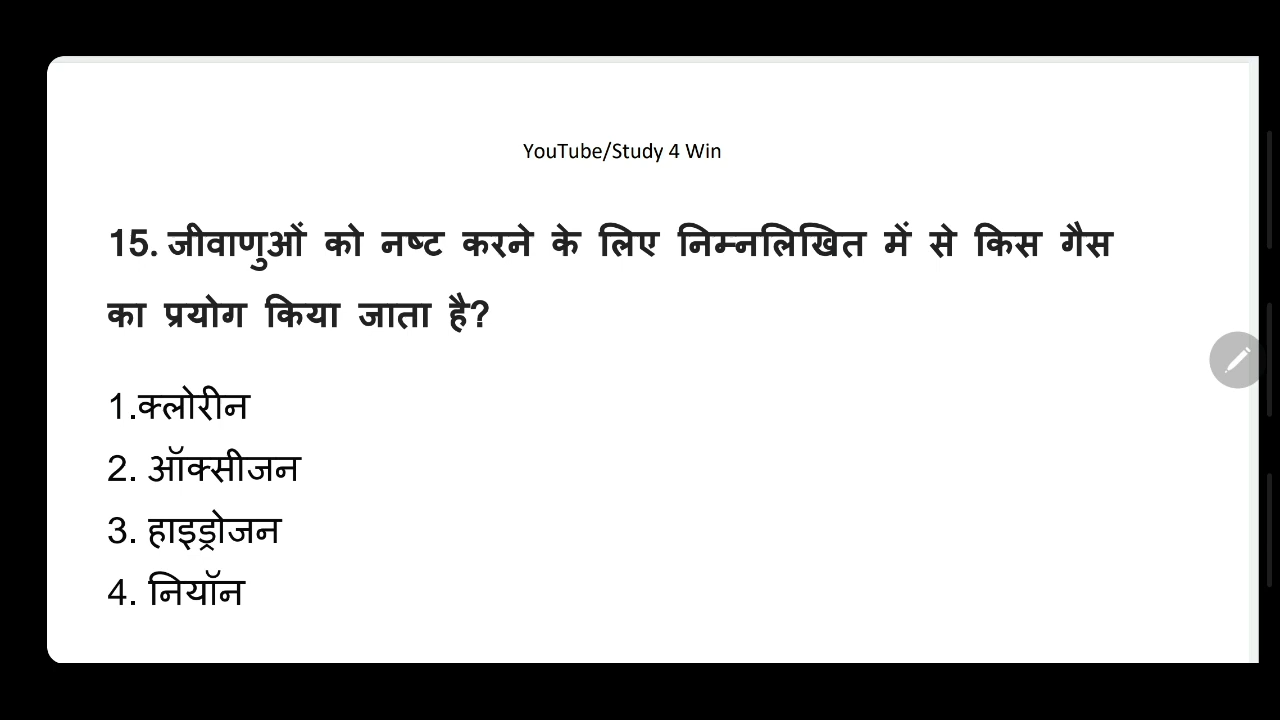 YouTube/Study 4 Win
15. जीवाणुओं को नष्ट करने के लिए निम्नलिखित में से किस गैस
का प्रयोग किया जाता है?
1.क्लोरीन
2. ऑक्सीजन
3. हाइड्रोजन
4. नियॉन